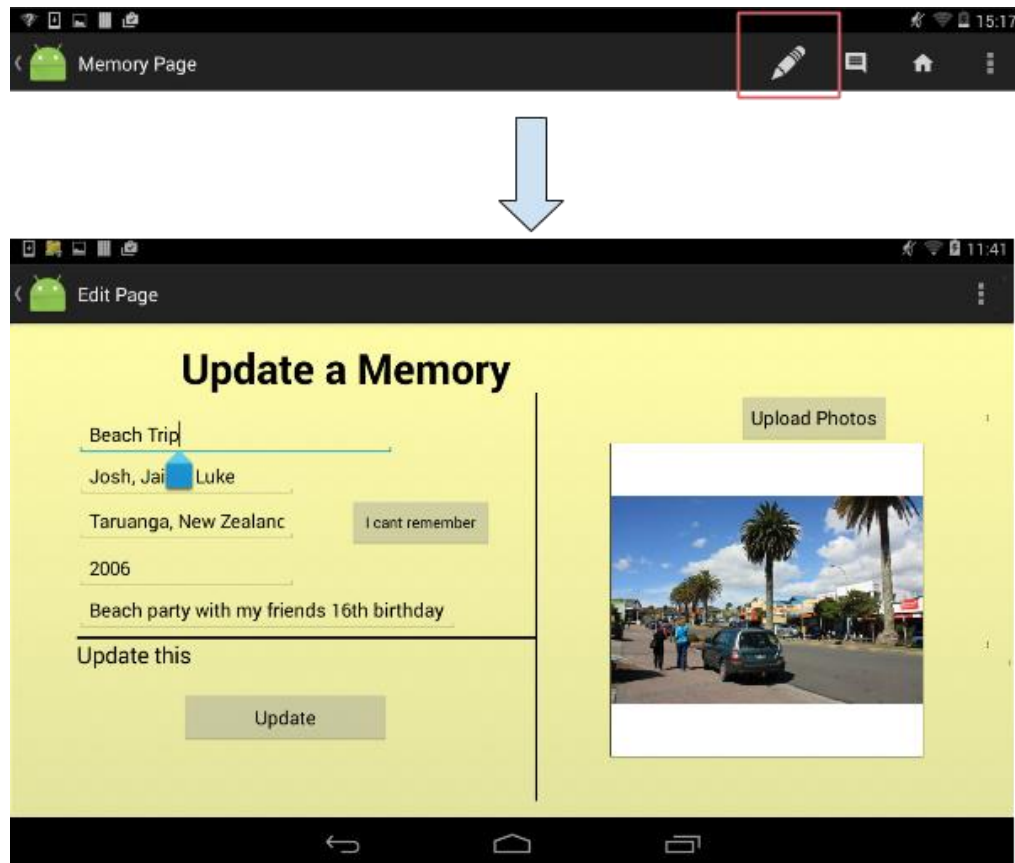 15:17
Memory Page
11:41
Edit Page
Update a Memory
Beach Trip
Josh, Jai Luke
Taruanga, New Zealanc
I cant remember
2006
Beach party with my friends 16th birthday
Update this
Update
Upload Photos